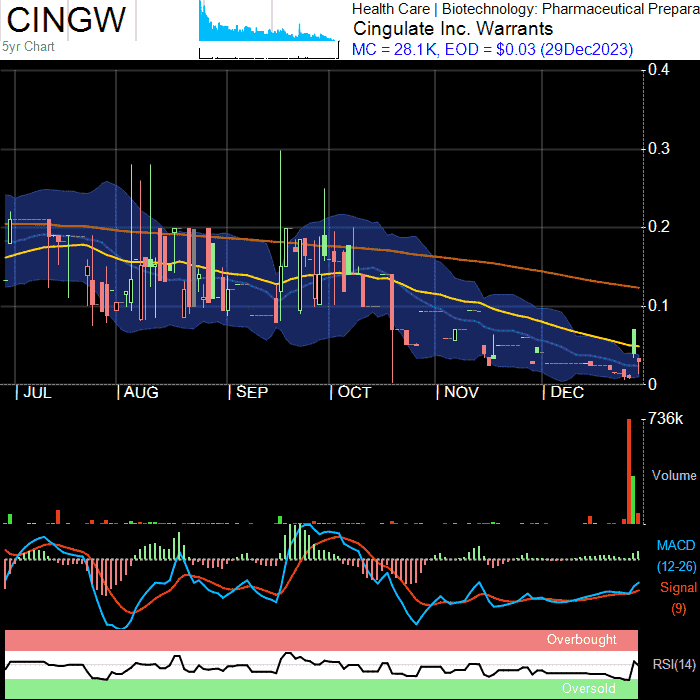 CINGW
5yr Chart
Health Care | Biotechnology: Pharmaceutical Prepara
Cingulate Inc. Warrants
MC = 28.1K, EOD = $0.03 (29Dec2023)
0.4
0.3
0.2
0.1
0
JUL AUG SEP OCT NOV DEC
736k
Volume
MACD
(12-26)
Signal
(9)
Overbought
RSI(14)
Oversold